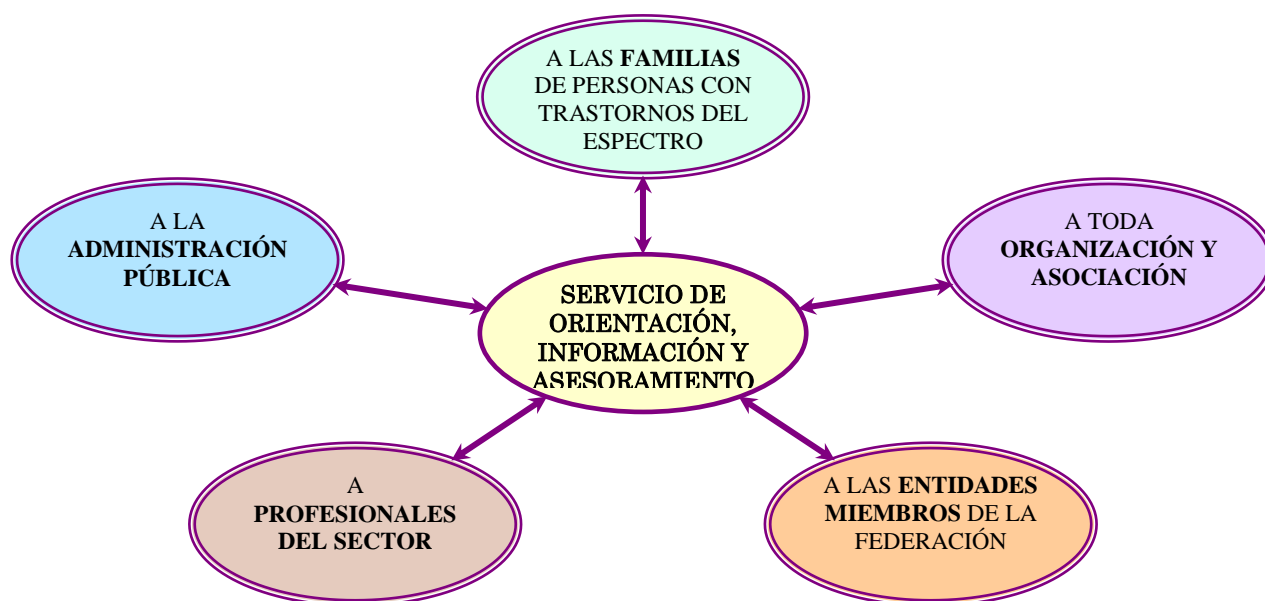 A LAS FAMILIAS
DE PERSONAS CON
TRASTORNOS DEL
ESPECTRO
A LA
ADMINISTRACIÓN
PÚBLICA
A TODA
ORGANIZACIÓN Y
ASOCIACIÓN
SERVICIO DE
ORIENTACIÓN,
INFORMACIÓN Y
ASESORAMIENTO
A
PROFESIONALES
DEL SECTOR
A LAS ENTIDADES
MIEMBROS DE LA
FEDERACIÓN